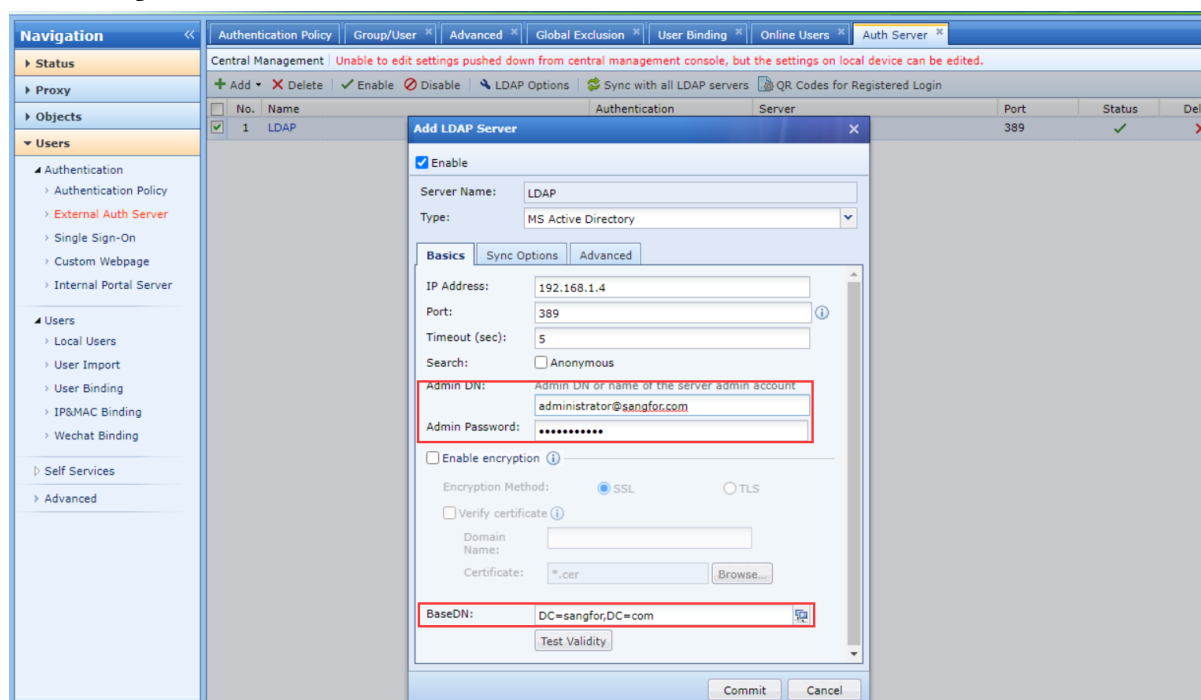 Navigation
Authentication Policy Group/User Advanced Global Exclusion User Binding Online Users Auth Server
Status
Central Management Unable to edit settings pushed down from central management console, but the settings on local device can be edited.
Proxy
Add Delete Enable Disable LDAP Options Sync with all LDAP servers QR Codes for Registered Login
Objects
No. Name Authentication Server Port Status Del
1 LDAP 389
Users
Authentication
Authentication Policy
External Auth Server
Single Sign-On
Custom Webpage
Internal Portal Server
Users
Local Users
User Import
User Binding
IP&MAC Binding
Wechat Binding
Self Services
Advanced
Add LDAP Server
Enable
Server Name: LDAP
Type: MS Active Directory
Basics Sync Options Advanced
IP Address: 192.168.1.4
Port: 389
Timeout (sec): 5
Search: Anonymous
Admin DN: Admin DN or name of the server admin account
administrator@sangfor.com
Admin Password: •••••••••••
Enable encryption
Encryption Method: SSL TLS
Verify certificate
Domain
Name:
Certificate: *.cer Browse...
BaseDN: DC=sangfor,DC=com
Test Validity
Commit Cancel